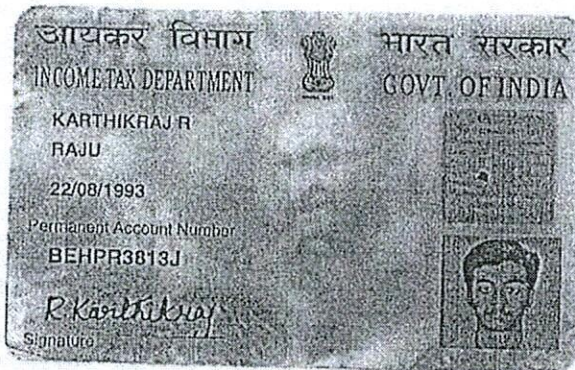 आयकर विभाग
INCOME TAX DEPARTMENT
भारत सरकार
GOVT. OF INDIA
KARTHIKRAJ R
RAJU
22/08/1993
Permanent Account Number
BEHPR3813J
R.Karthikraj
Signature